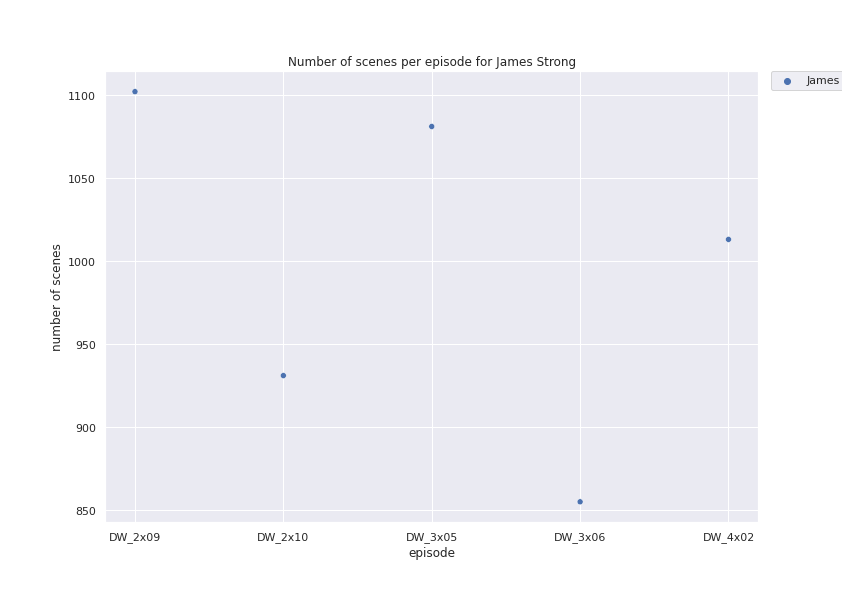 Number of scenes per episode for James Strong
James
1100
1050
1000
950
900
850
number of scenes
DW_2x09 DW_2x10 DW_3x05 DW_3x06 DW_4x02
episode